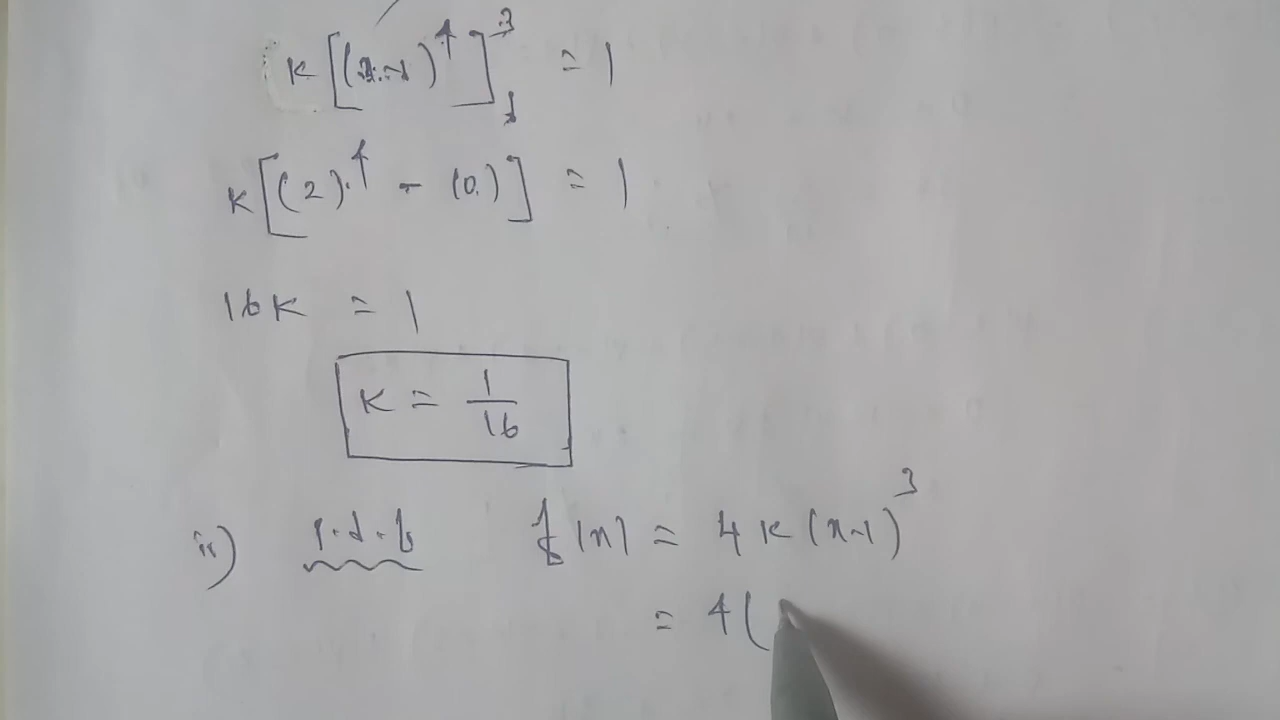 K[(x-1)^4]_1^3 = 1
K[(2)^4 - (0)] = 1
16K = 1
K = 1/16
ii) p.d.f f(x) = 4K(x-1)^3
= 4(